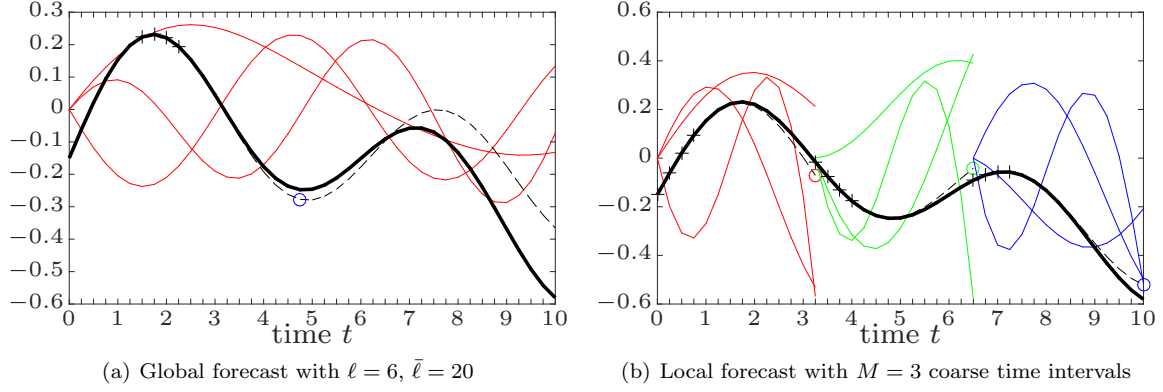 0.3
0.2
0.1
0
−0.1
−0.2
−0.3
−0.4
−0.5
−0.6
0 1 2 3 4 5 6 7 8 9 10
time t
(a) Global forecast with ℓ = 6, ℓ̄ = 20
0.6
0.4
0.2
0
−0.2
−0.4
−0.6
0 1 2 3 4 5 6 7 8 9 10
time t
(b) Local forecast with M = 3 coarse time intervals